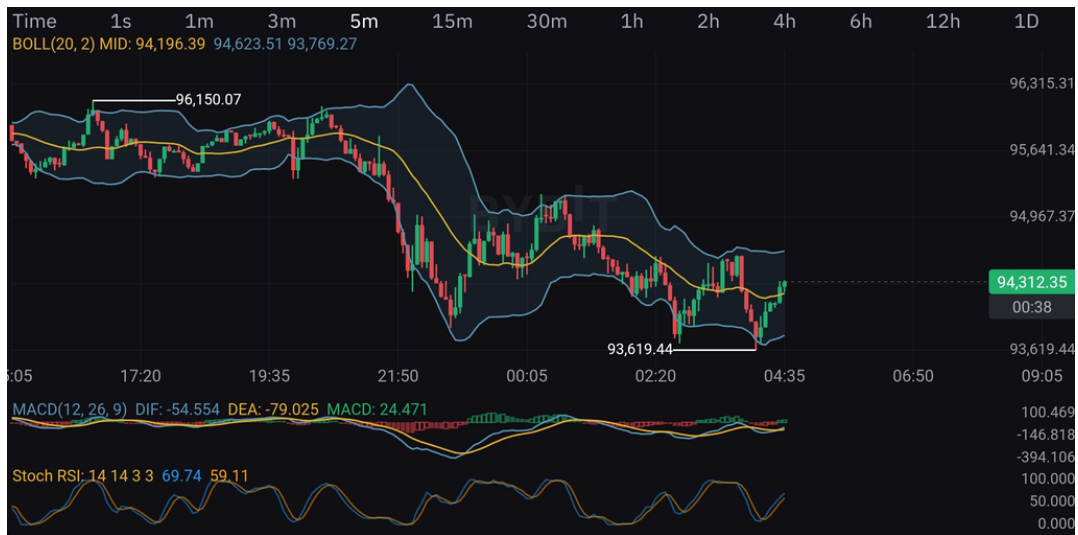 Time 1s 1m 3m 5m 15m 30m 1h 2h 4h 6h 12h 1D
BOLL(20, 2) MID: 94,196.39 94,623.51 93,769.27
96,150.07
96,315.31
95,641.34
94,967.37
BYBIT
94,312.35
00:38
93,619.44
93,619.44
5:05 17:20 19:35 21:50 00:05 02:20 04:35 06:50 09:05
MACD(12, 26, 9) DIF: -54.554 DEA: -79.025 MACD: 24.471
100.469
-146.818
-394.106
Stoch RSI: 14 14 3 3 69.74 59.11
100.000
50.000
0.000